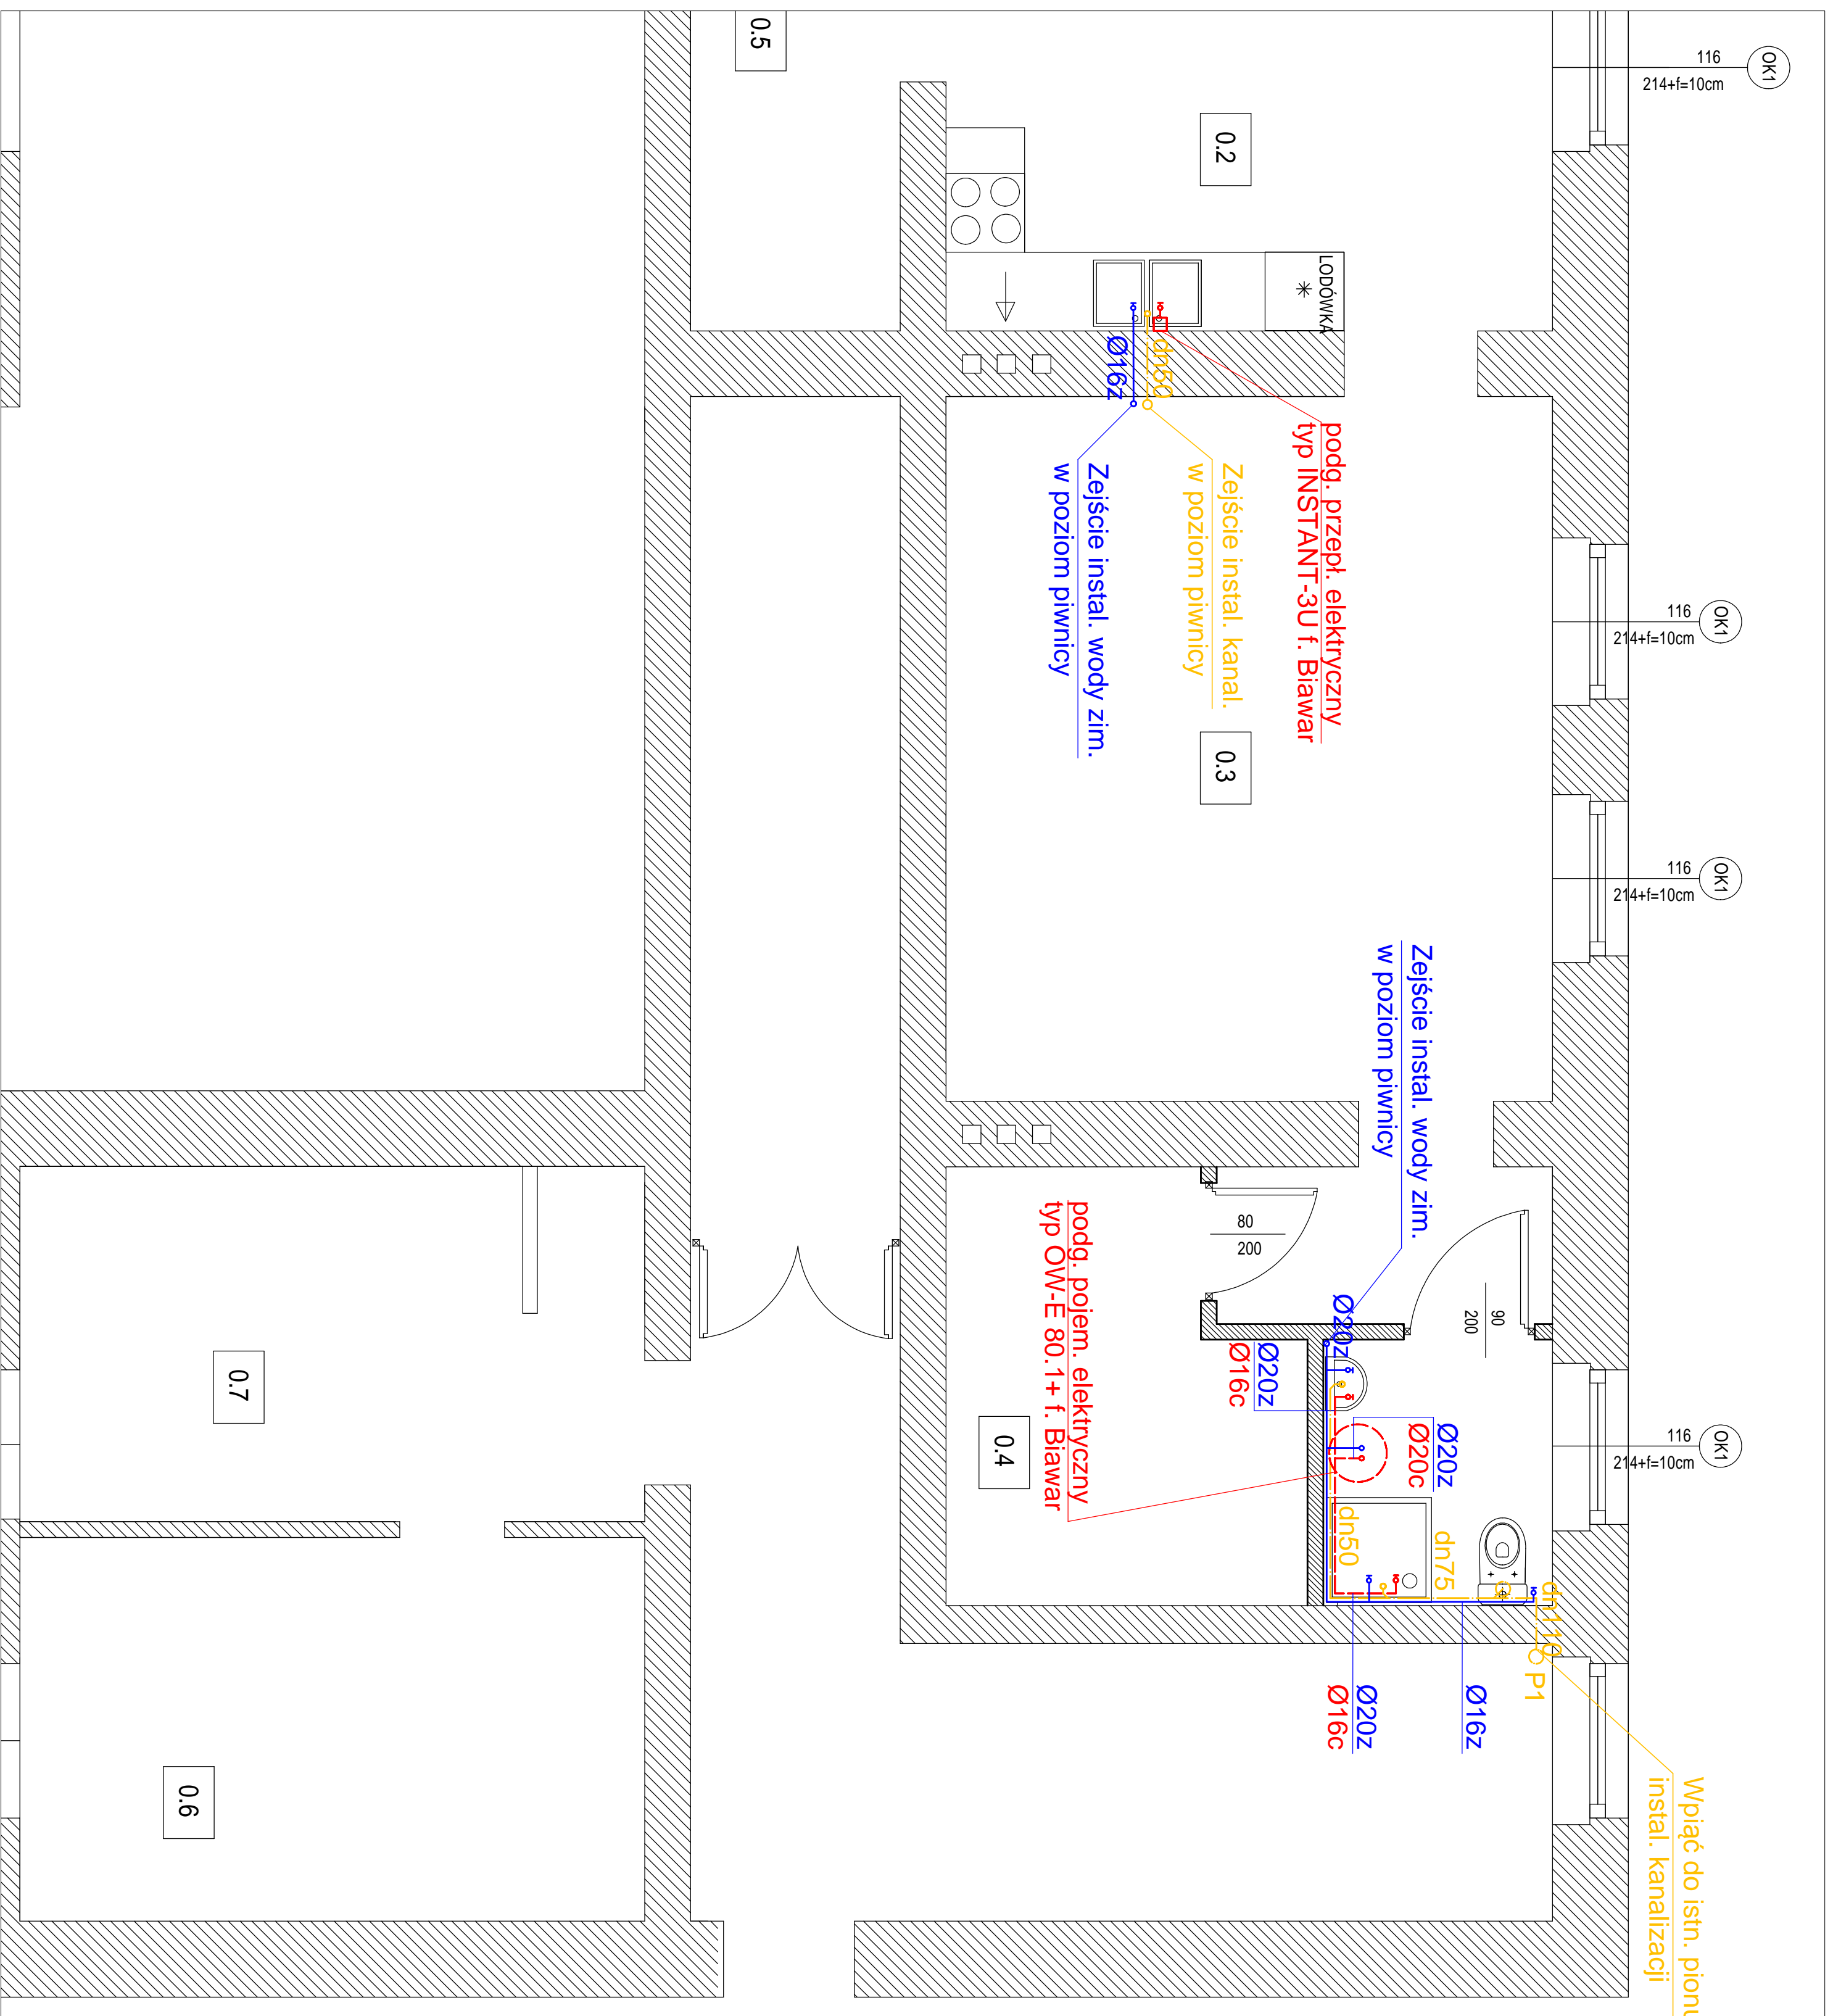 OK1
116
214+f=10cm
0.5
0.2
LODÓWKA
Ø16z
dn50
podg. przepł. elektryczny
typ INSTANT-3U f. Biawar
Zejście instal. kanal.
w poziom piwnicy
Zejście instal. wody zim.
w poziom piwnicy
OK1
116
214+f=10cm
0.3
OK1
116
214+f=10cm
Zejście instal. wody zim.
w poziom piwnicy
80
200
90
200
podg. pojem. elektryczny
typ OW-E 80.1+ f. Biawar
Ø20z
Ø20z
Ø16c
Ø20z
Ø20c
OK1
116
214+f=10cm
0.7
0.4
dn50
dn75
dn110
P1
Ø16z
Ø20z
Ø16c
Wpiąć do istn. pionu
instal. kanalizacji
0.6